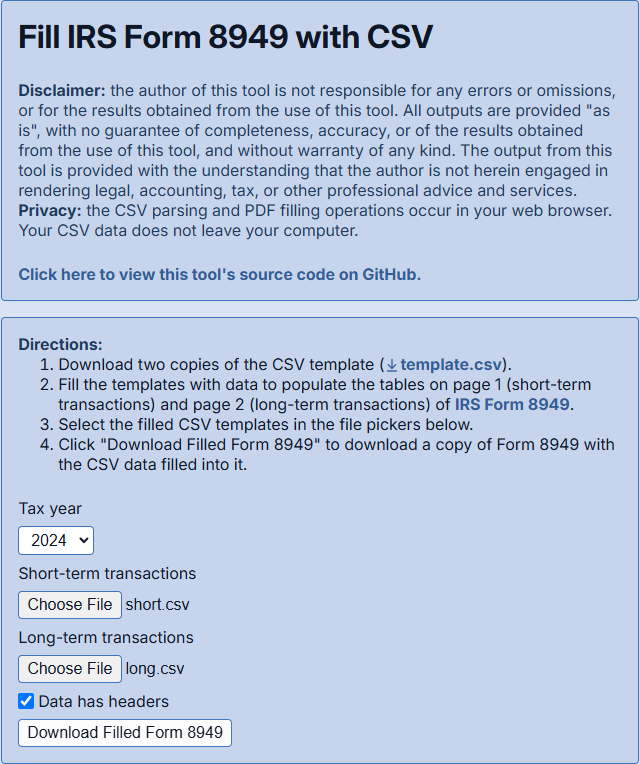 Fill IRS Form 8949 with CSV
Disclaimer: the author of this tool is not responsible for any errors or omissions,
or for the results obtained from the use of this tool. All outputs are provided "as
is", with no guarantee of completeness, accuracy, or of the results obtained
from the use of this tool, and without warranty of any kind. The output from this
tool is provided with the understanding that the author is not herein engaged in
rendering legal, accounting, tax, or other professional advice and services.
Privacy: the CSV parsing and PDF filling operations occur in your web browser.
Your CSV data does not leave your computer.
Click here to view this tool's source code on GitHub.
Directions:
1. Download two copies of the CSV template (template.csv).
2. Fill the templates with data to populate the tables on page 1 (short-term
transactions) and page 2 (long-term transactions) of IRS Form 8949.
3. Select the filled CSV templates in the file pickers below.
4. Click "Download Filled Form 8949" to download a copy of Form 8949 with
the CSV data filled into it.
Tax year
2024
Short-term transactions
Choose File short.csv
Long-term transactions
Choose File long.csv
Data has headers
Download Filled Form 8949